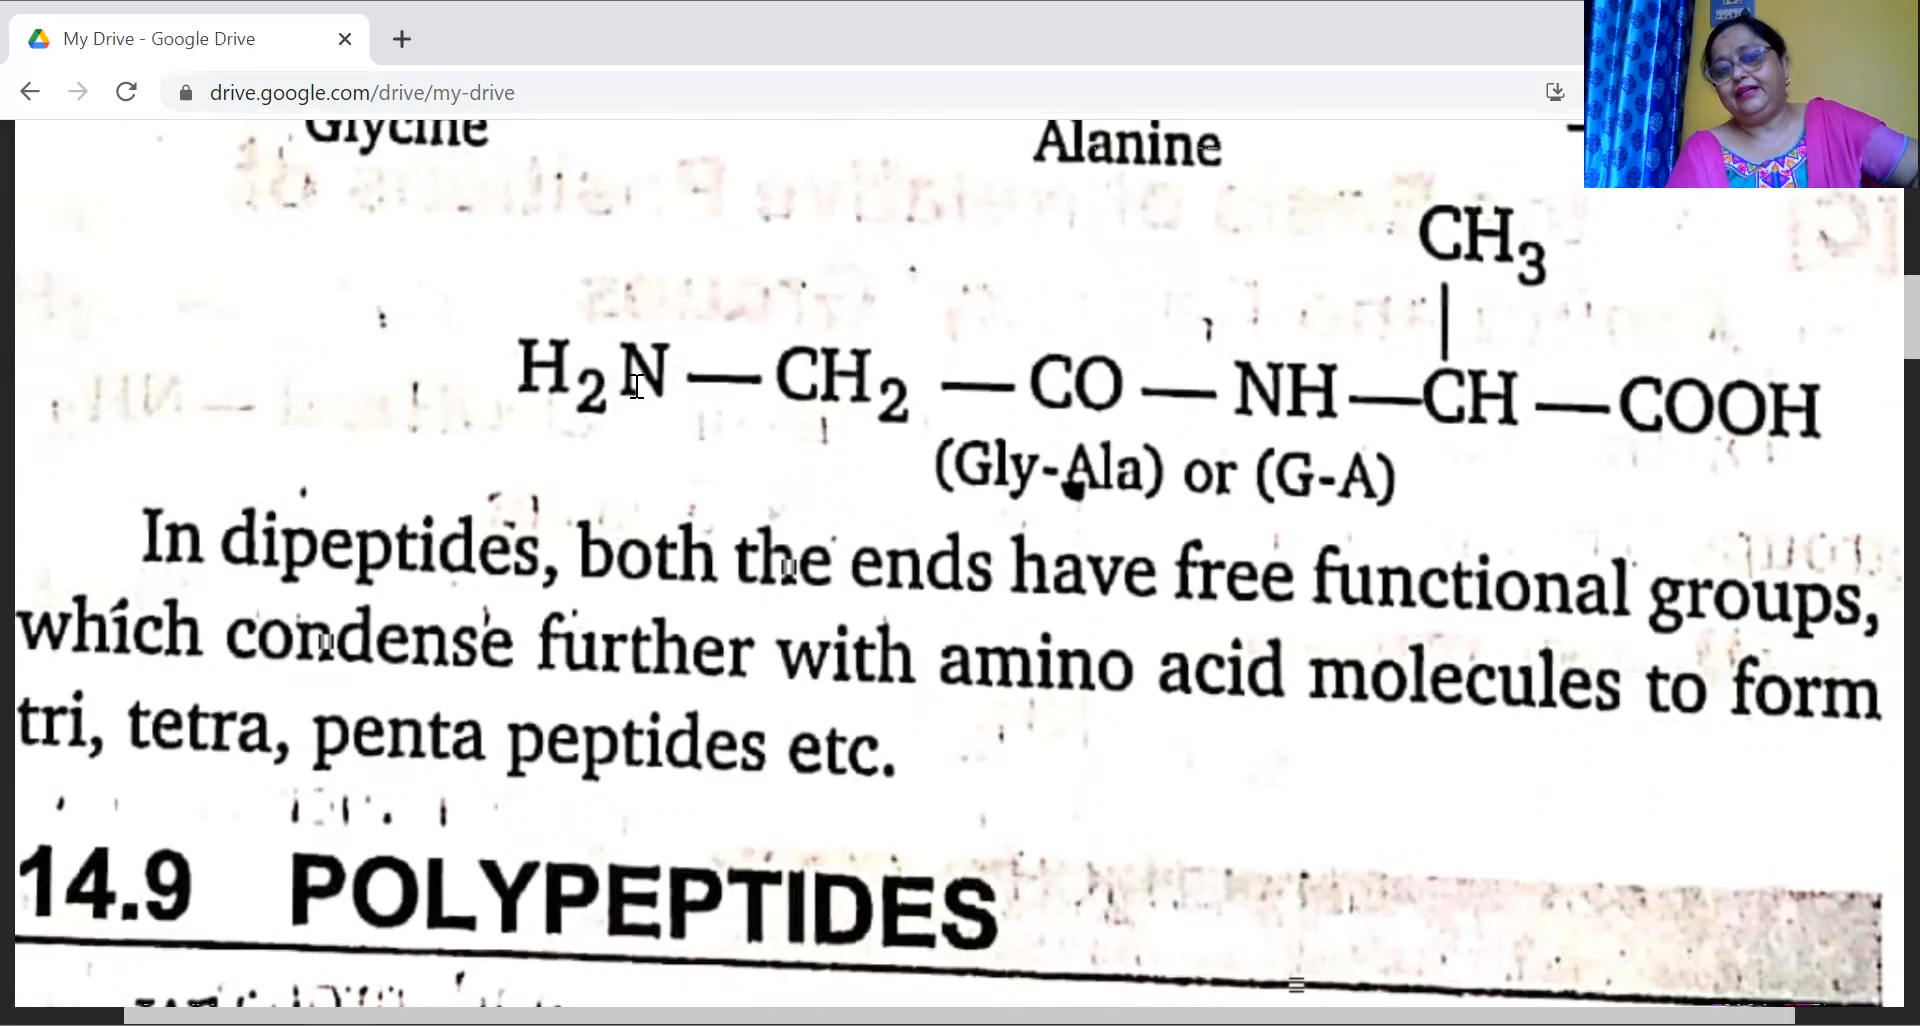 My Drive - Google Drive
drive.google.com/drive/my-drive
Glycine
Alanine
CH3
H2N — CH2 — CO — NH — CH — COOH
(Gly-Ala) or (G-A)
In dipeptides, both the ends have free functional groups,
which condense further with amino acid molecules to form
tri, tetra, penta peptides etc.
14.9 POLYPEPTIDES